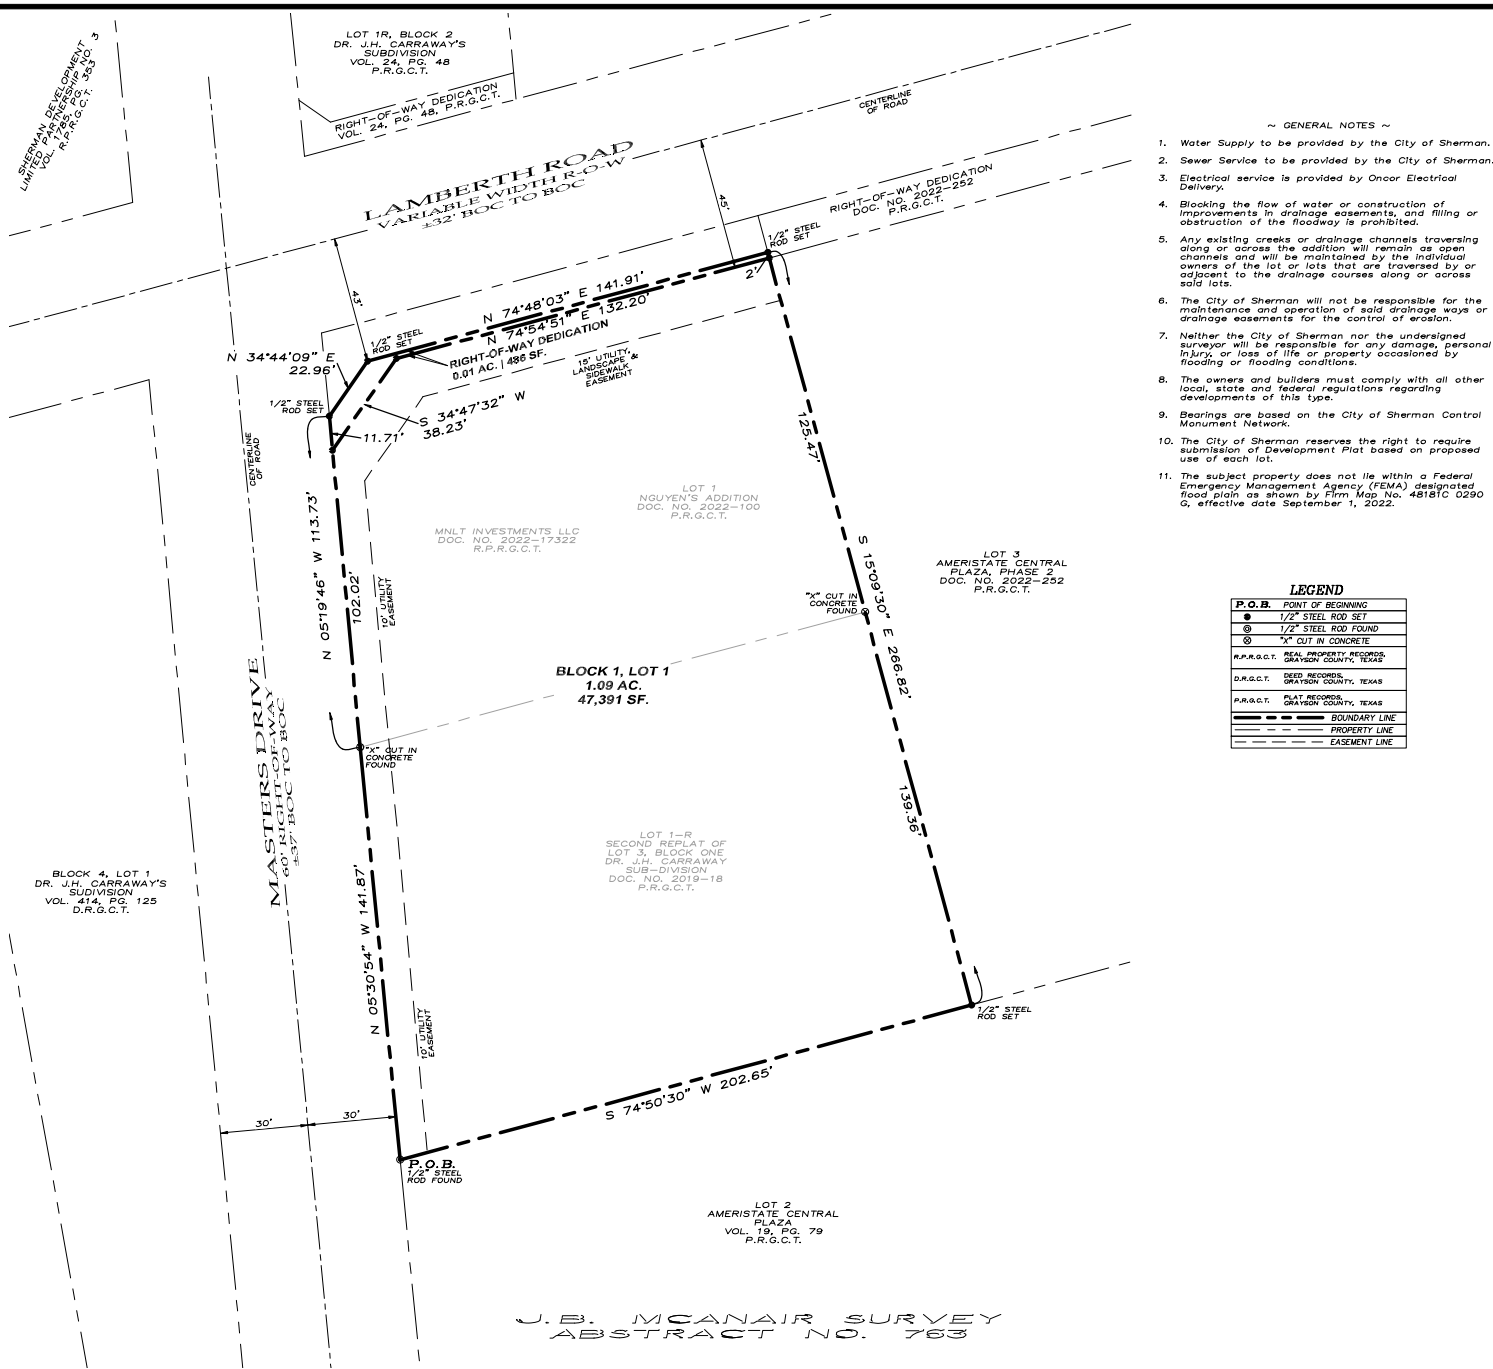 SHERMAN DEVELOPMENT
LIMITED PARTNERSHIP NO. 3
VOL. 1785, PG. 353
R.P.R.G.C.T.
LOT 1R, BLOCK 2
DR. J.H. CARRAWAY'S
SUBDIVISION
VOL. 24, PG. 48
P.R.G.C.T.
RIGHT-OF-WAY DEDICATION
VOL. 24, PG. 48, P.R.G.C.T.
CENTERLINE
OF ROAD
LAMBERTH ROAD
VARIABLE WIDTH R-O-W
±32' BOC TO BOC
45'
RIGHT-OF-WAY DEDICATION
DOC. NO. 2022-252
P.R.G.C.T.
1/2" STEEL
ROD SET
2'
43'
N 74°48'03" E 141.91'
N 74°54'51" E 132.20'
1/2" STEEL
ROD SET
RIGHT-OF-WAY DEDICATION
0.01 AC. | 486 SF.
15' UTILITY,
LANDSCAPE &
SIDEWALK
EASEMENT
N 34°44'09" E
22.96'
1/2" STEEL
ROD SET
S 34°47'32" W
38.23'
11.71'
CENTERLINE
OF ROAD
125.47'
LOT 1
NGUYEN'S ADDITION
DOC. NO. 2022-100
P.R.G.C.T.
MNLT INVESTMENTS LLC
DOC. NO. 2022-17322
R.P.R.G.C.T.
N 05°19'46" W 113.73'
102.02'
10' UTILITY
EASEMENT
S 15°09'30" E 266.82'
LOT 3
AMERISTATE CENTRAL
PLAZA, PHASE 2
DOC. NO. 2022-252
P.R.G.C.T.
"X" CUT IN
CONCRETE
FOUND
BLOCK 1, LOT 1
1.09 AC.
47,391 SF.
MASTERS DRIVE
60' RIGHT-OF-WAY
±37' BOC TO BOC
"X" CUT IN
CONCRETE
FOUND
139.36'
LOT 1-R
SECOND REPLAT OF
LOT 3, BLOCK ONE
DR. J.H. CARRAWAY
SUB-DIVISION
DOC. NO. 2019-18
P.R.G.C.T.
BLOCK 4, LOT 1
DR. J.H. CARRAWAY'S
SUDIVISION
VOL. 414, PG. 125
D.R.G.C.T.
N 05°30'54" W 141.87'
10' UTILITY
EASEMENT
1/2" STEEL
ROD SET
S 74°50'30" W 202.65'
30'
30'
P.O.B.
1/2" STEEL
ROD FOUND
LOT 2
AMERISTATE CENTRAL
PLAZA
VOL. 19, PG. 79
P.R.G.C.T.
J.B. MCANAIR SURVEY
ABSTRACT NO. 763
~ GENERAL NOTES ~
1. Water Supply to be provided by the City of Sherman.
2. Sewer Service to be provided by the City of Sherman.
3. Electrical service is provided by Oncor Electrical
Delivery.
4. Blocking the flow of water or construction of
improvements in drainage easements, and filling or
obstruction of the floodway is prohibited.
5. Any existing creeks or drainage channels traversing
along or across the addition will remain as open
channels and will be maintained by the individual
owners of the lot or lots that are traversed by or
adjacent to the drainage courses along or across
said lots.
6. The City of Sherman will not be responsible for the
maintenance and operation of said drainage ways or
drainage easements for the control of erosion.
7. Neither the City of Sherman nor the undersigned
surveyor will be responsible for any damage, personal
injury, or loss of life or property occasioned by
flooding or flooding conditions.
8. The owners and builders must comply with all other
local, state and federal regulations regarding
developments of this type.
9. Bearings are based on the City of Sherman Control
Monument Network.
10. The City of Sherman reserves the right to require
submission of Development Plat based on proposed
use of each lot.
11. The subject property does not lie within a Federal
Emergency Management Agency (FEMA) designated
flood plain as shown by Firm Map No. 48181C 0290
G, effective date September 1, 2022.
LEGEND
P.O.B. POINT OF BEGINNING
1/2" STEEL ROD SET
1/2" STEEL ROD FOUND
"X" CUT IN CONCRETE
R.P.R.G.C.T. REAL PROPERTY RECORDS,
GRAYSON COUNTY, TEXAS
D.R.G.C.T. DEED RECORDS,
GRAYSON COUNTY, TEXAS
P.R.G.C.T. PLAT RECORDS,
GRAYSON COUNTY, TEXAS
BOUNDARY LINE
PROPERTY LINE
EASEMENT LINE